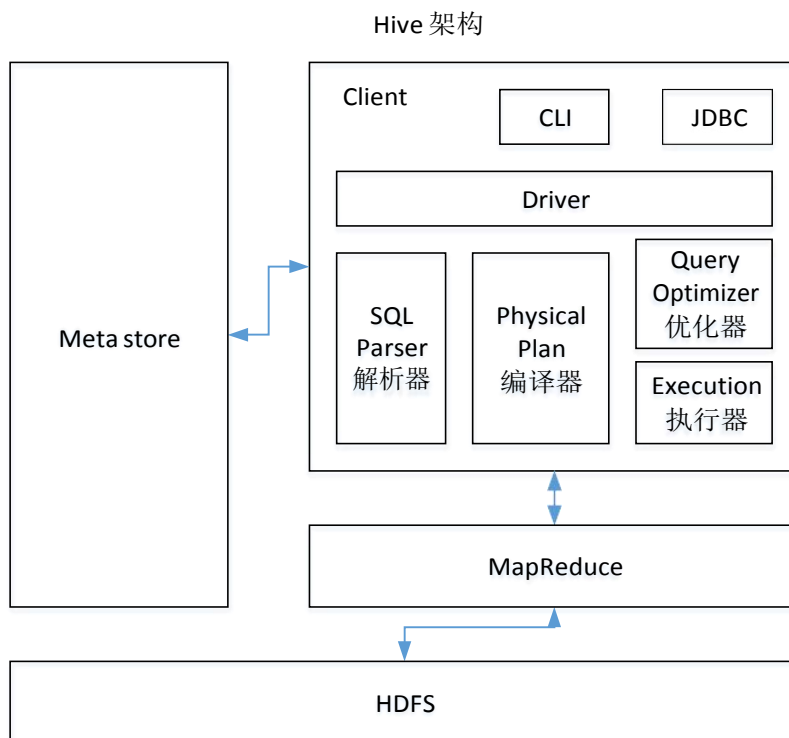 Hive 架构
Client
CLI
JDBC
Driver
Meta store
SQL
Parser
解析器
Physical
Plan
编译器
Query
Optimizer
优化器
Execution
执行器
MapReduce
HDFS